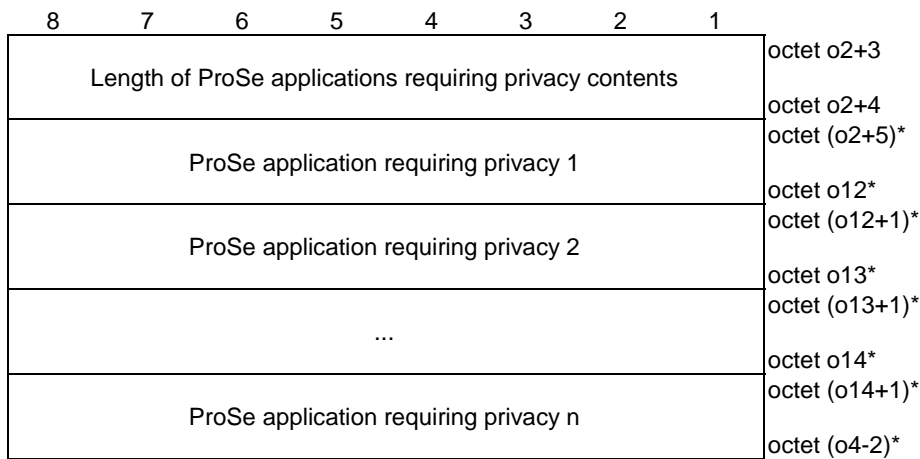 8 7 6 5 4 3 2 1
octet o2+3
Length of ProSe applications requiring privacy contents
octet o2+4
octet (o2+5)*
ProSe application requiring privacy 1
octet o12*
octet (o12+1)*
ProSe application requiring privacy 2
octet o13*
octet (o13+1)*
...
octet o14*
octet (o14+1)*
ProSe application requiring privacy n
octet (o4-2)*